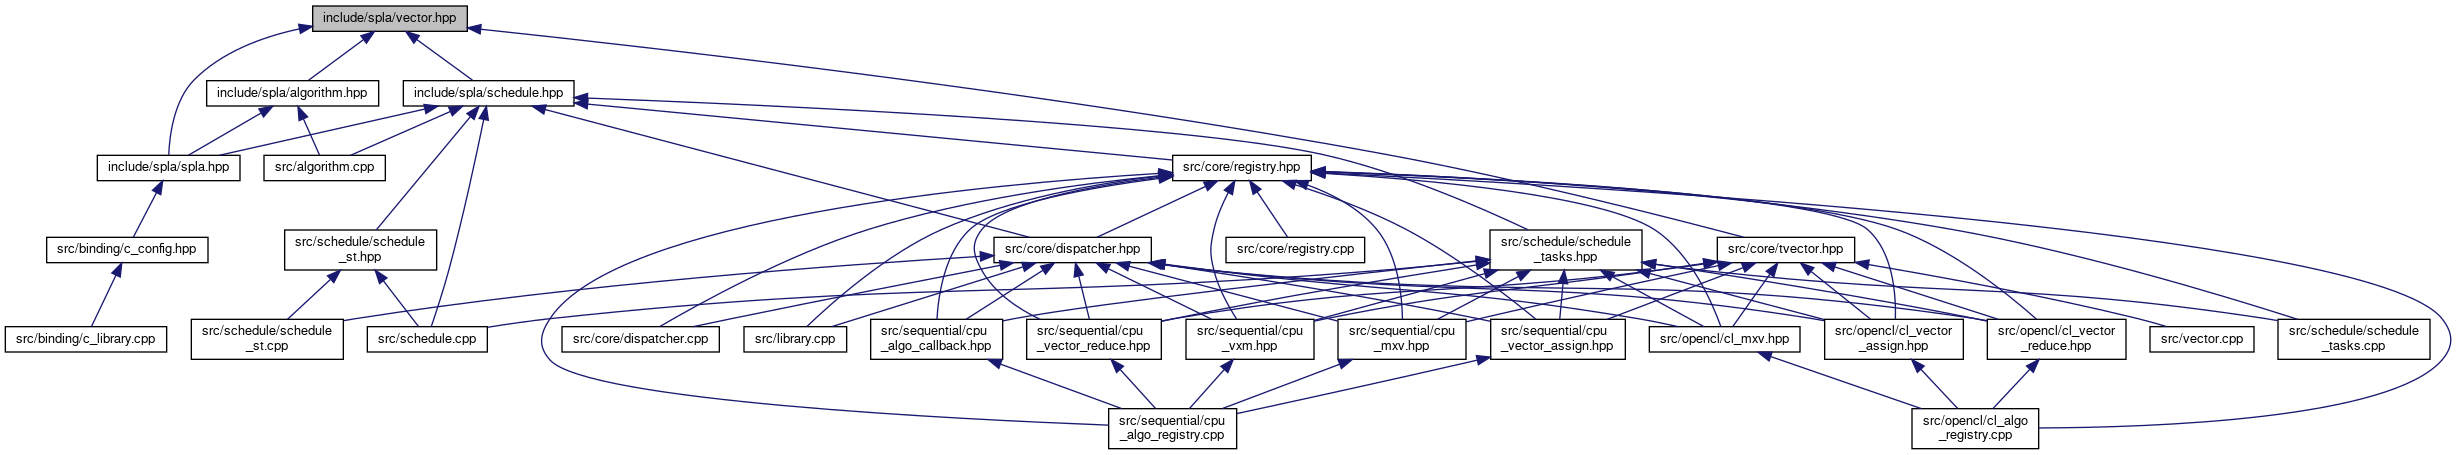 include/spla/vector.hpp
include/spla/algorithm.hpp
include/spla/schedule.hpp
include/spla/spla.hpp
src/algorithm.cpp
src/core/registry.hpp
src/binding/c_config.hpp
src/schedule/schedule
_st.hpp
src/core/dispatcher.hpp
src/core/registry.cpp
src/schedule/schedule
_tasks.hpp
src/core/tvector.hpp
src/binding/c_library.cpp
src/schedule/schedule
_st.cpp
src/schedule.cpp
src/core/dispatcher.cpp
src/library.cpp
src/sequential/cpu
_algo_callback.hpp
src/sequential/cpu
_vector_reduce.hpp
src/sequential/cpu
_vxm.hpp
src/sequential/cpu
_mxv.hpp
src/sequential/cpu
_vector_assign.hpp
src/opencl/cl_mxv.hpp
src/opencl/cl_vector
_assign.hpp
src/opencl/cl_vector
_reduce.hpp
src/vector.cpp
src/schedule/schedule
_tasks.cpp
src/sequential/cpu
_algo_registry.cpp
src/opencl/cl_algo
_registry.cpp